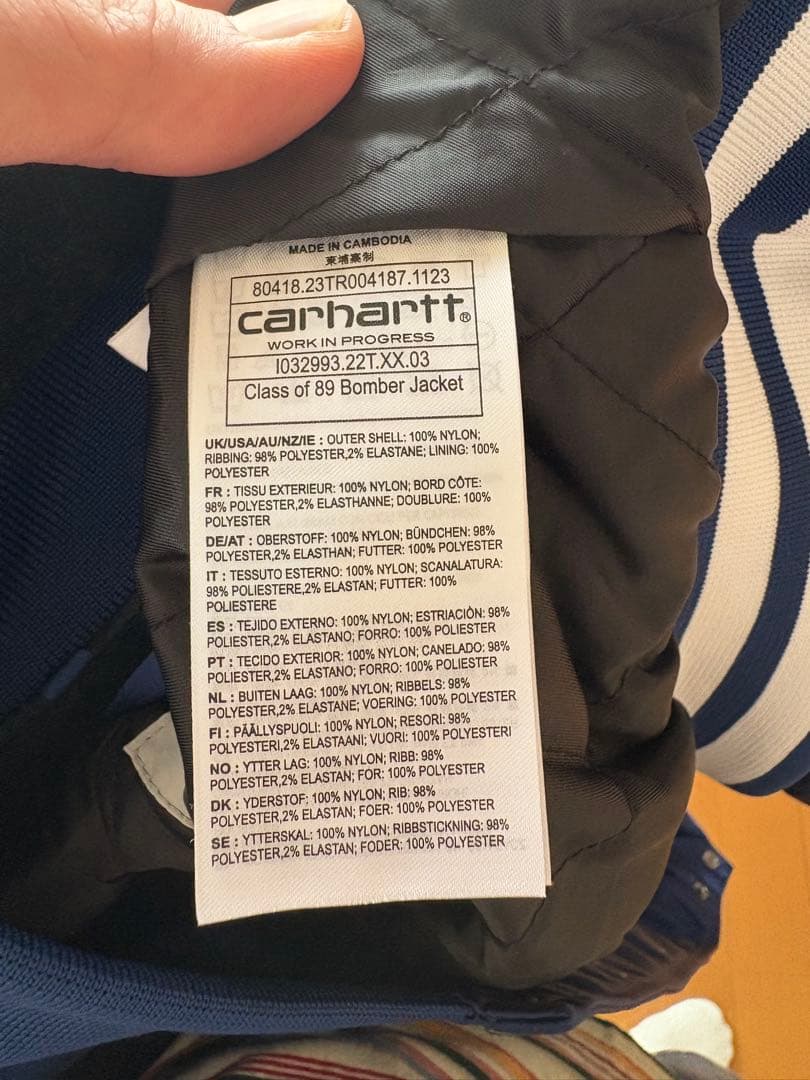 MADE IN CAMBODIA
柬埔寨制
80418.23TR004187.1123
carhartt®
WORK IN PROGRESS
I032993.22T.XX.03
Class of 89 Bomber Jacket
UK/USA/AU/NZ/IE : OUTER SHELL: 100% NYLON;
RIBBING: 98% POLYESTER,2% ELASTANE; LINING: 100%
POLYESTER
FR : TISSU EXTERIEUR: 100% NYLON; BORD CÔTE:
98% POLYESTER,2% ELASTHANNE; DOUBLURE: 100%
POLYESTER
DE/AT : OBERSTOFF: 100% NYLON; BÜNDCHEN: 98%
POLYESTER,2% ELASTHAN; FUTTER: 100% POLYESTER
IT : TESSUTO ESTERNO: 100% NYLON; SCANALATURA:
98% POLIESTERE,2% ELASTAN; FUTTER: 100%
POLIESTERE
ES : TEJIDO EXTERNO: 100% NYLON; ESTRIACIÒN: 98%
POLIESTER,2% ELASTANO; FORRO: 100% POLIESTER
PT : TECIDO EXTERIOR: 100% NYLON; CANELADO: 98%
POLIESTER,2% ELASTANO; FORRO: 100% POLIESTER
NL : BUITEN LAAG: 100% NYLON; RIBBELS: 98%
POLYESTER,2% ELASTANE; VOERING: 100% POLYESTER
FI : PÄÄLLYSPUOLI: 100% NYLON; RESORI: 98%
POLYESTERI,2% ELASTAANI; VUORI: 100% POLYESTERI
NO : YTTER LAG: 100% NYLON; RIBB: 98%
POLYESTER,2% ELASTAN; FOR: 100% POLYESTER
DK : YDERSTOF: 100% NYLON; RIB: 98%
POLYESTER,2% ELASTAN; FOER: 100% POLYESTER
SE : YTTERSKAL: 100% NYLON; RIBBSTICKNING: 98%
POLYESTER,2% ELASTAN; FODER: 100% POLYESTER